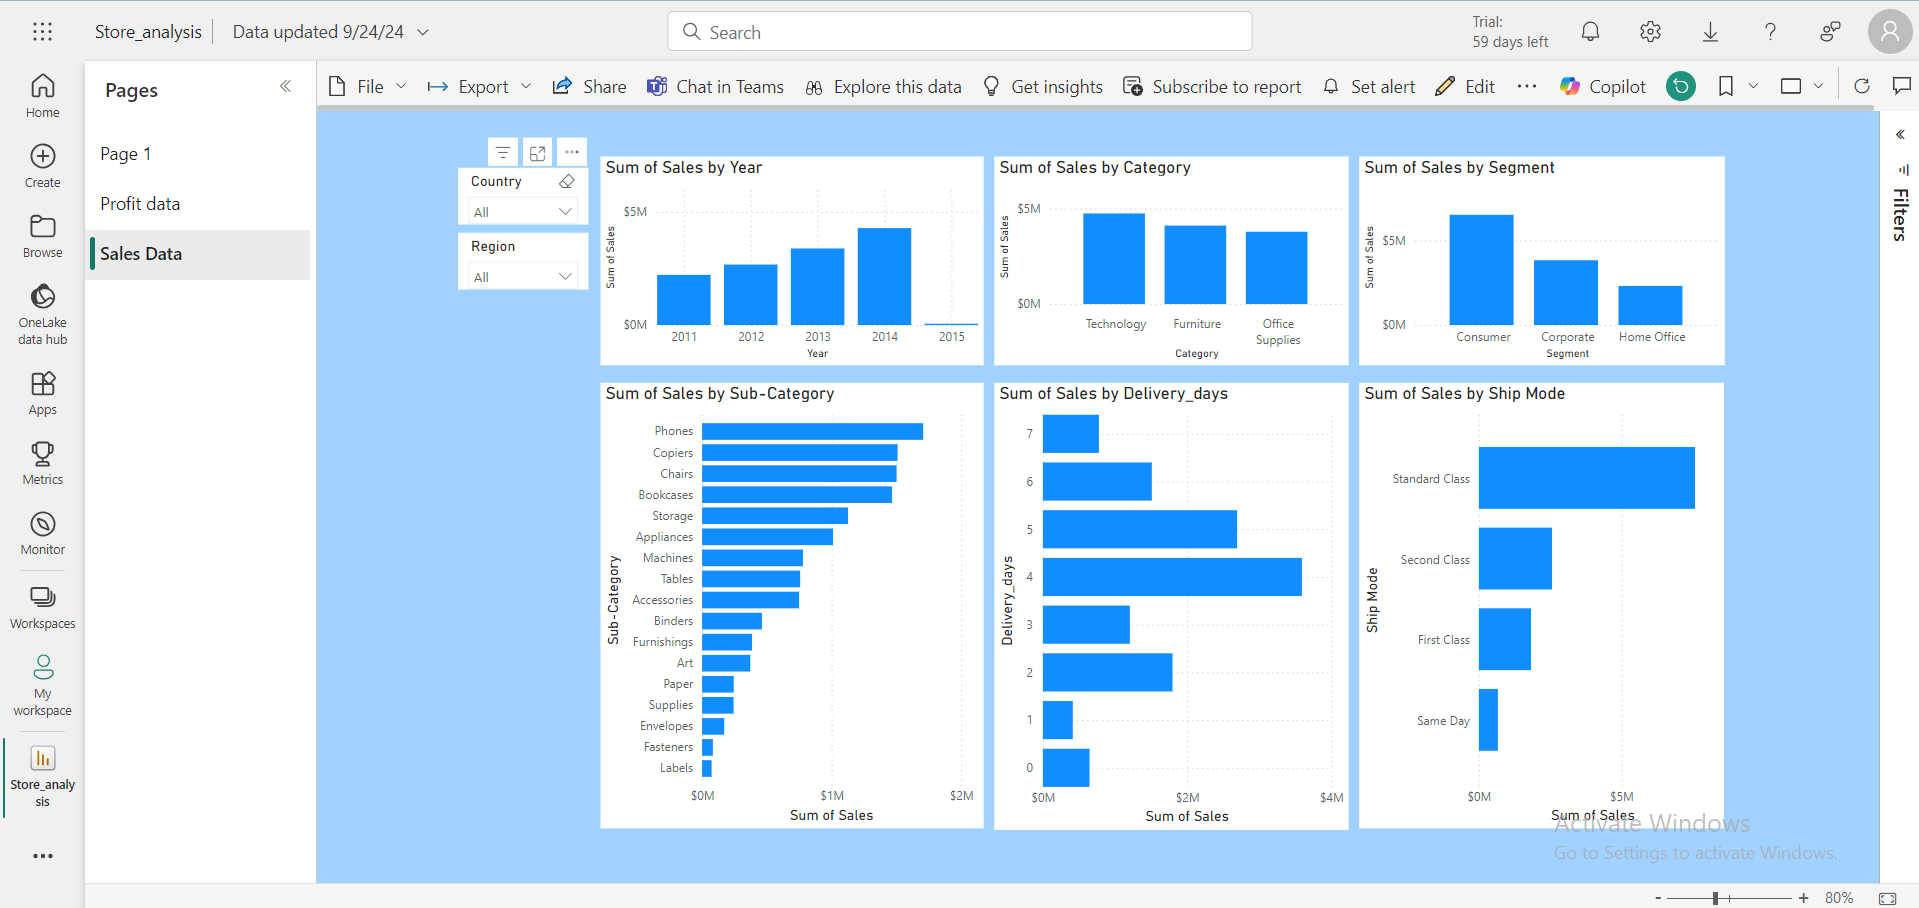 Store_analysis
Data updated 9/24/24
Search
Trial:
59 days left
Home
Create
Browse
OneLake
data hub
Apps
Metrics
Monitor
Workspaces
My
workspace
Store_analy
sis
Pages
Page 1
Profit data
Sales Data
File
Export
Share
Chat in Teams
Explore this data
Get insights
Subscribe to report
Set alert
Edit
Copilot
Filters
Country
All
Region
All
Sum of Sales by Year
Sum of Sales
$5M
$0M
2011
2012
2013
2014
2015
Year
Sum of Sales by Category
Sum of Sales
$5M
$0M
Technology
Furniture
Office
Supplies
Category
Sum of Sales by Segment
Sum of Sales
$5M
$0M
Consumer
Corporate
Home Office
Segment
Sum of Sales by Sub-Category
Sub-Category
Phones
Copiers
Chairs
Bookcases
Storage
Appliances
Machines
Tables
Accessories
Binders
Furnishings
Art
Paper
Supplies
Envelopes
Fasteners
Labels
$0M
$1M
$2M
Sum of Sales
Sum of Sales by Delivery_days
Delivery_days
7
6
5
4
3
2
1
0
$0M
$2M
$4M
Sum of Sales
Sum of Sales by Ship Mode
Ship Mode
Standard Class
Second Class
First Class
Same Day
$0M
$5M
Sum of Sales
Activate Windows
Go to Settings to activate Windows.
- 
+
80%